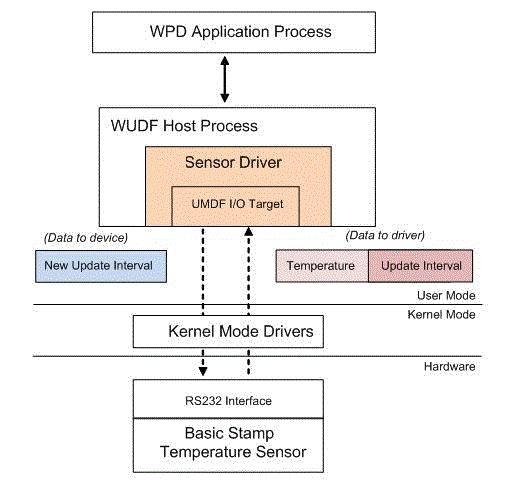 WPD Application Process
WUDF Host Process
Sensor Driver
UMDF I/O Target
(Data to device)
(Data to driver)
New Update Interval
Temperature
Update Interval
User Mode
Kernel Mode
Kernel Mode Drivers
Hardware
RS232 Interface
Basic Stamp
Temperature Sensor